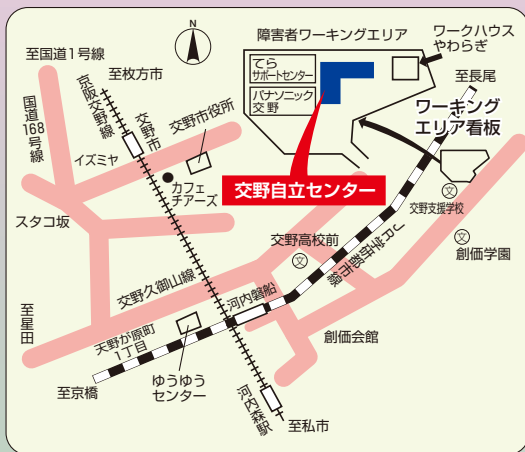 N
至国道1号線
国道168号線
京阪交野線
至枚方市
交野市
交野市役所
イズミヤ
カフェ
チアーズ
スタコ坂
障害者ワーキングエリア
てら
サポートセンター
パナソニック
交野
ワークハウス
やわらぎ
至長尾
ワーキング
エリア看板
交野自立センター
文
交野支援学校
文
創価学園
交野高校前
文
JR学研都市線
交野久御山線
河内磐船
至星田
天野が原町
1丁目
創価会館
ゆうゆう
センター
至京橋
河内森駅
至私市